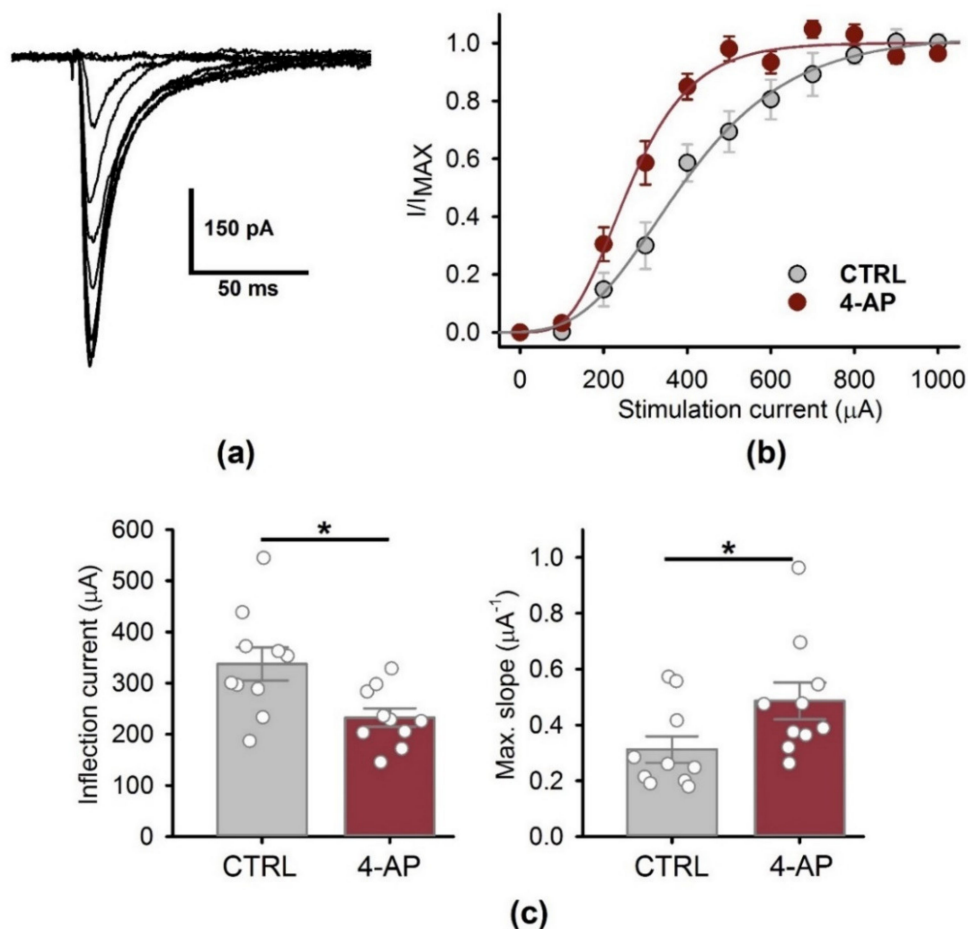 150 pA
50 ms
(a)
I/I_MAX
1.0
0.8
0.6
0.4
0.2
0.0
0 200 400 600 800 1000
Stimulation current (μA)
CTRL
4-AP
(b)
Inflection current (μA)
600
500
400
300
200
100
0
*
CTRL 4-AP
Max. slope (μA⁻¹)
1.0
0.8
0.6
0.4
0.2
0.0
*
CTRL 4-AP
(c)